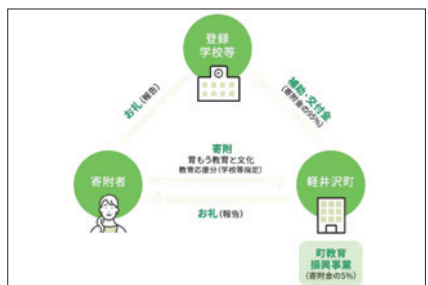 登録
学校等
お礼(報告)
補助・交付金
(寄附金の95%)
寄附
育もう教育と文化
教育応援分(学校等指定)
寄附者
軽井沢町
お礼(報告)
町教育
振興事業
(寄附金の5%)